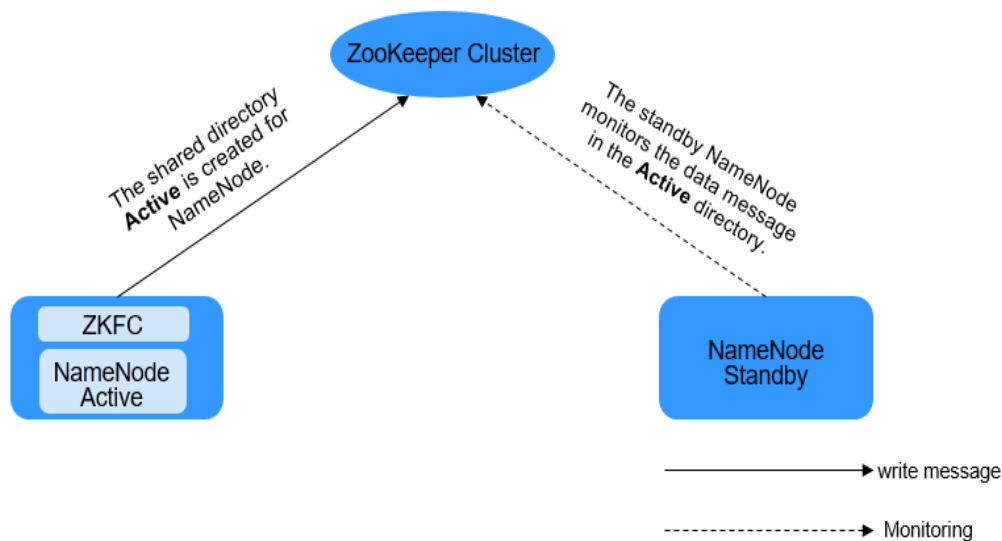 ZooKeeper Cluster
The shared directory
Active is created for
NameNode.
The standby NameNode
monitors the data message
in the Active directory.
ZKFC
NameNode
Active
NameNode
Standby
write message
Monitoring